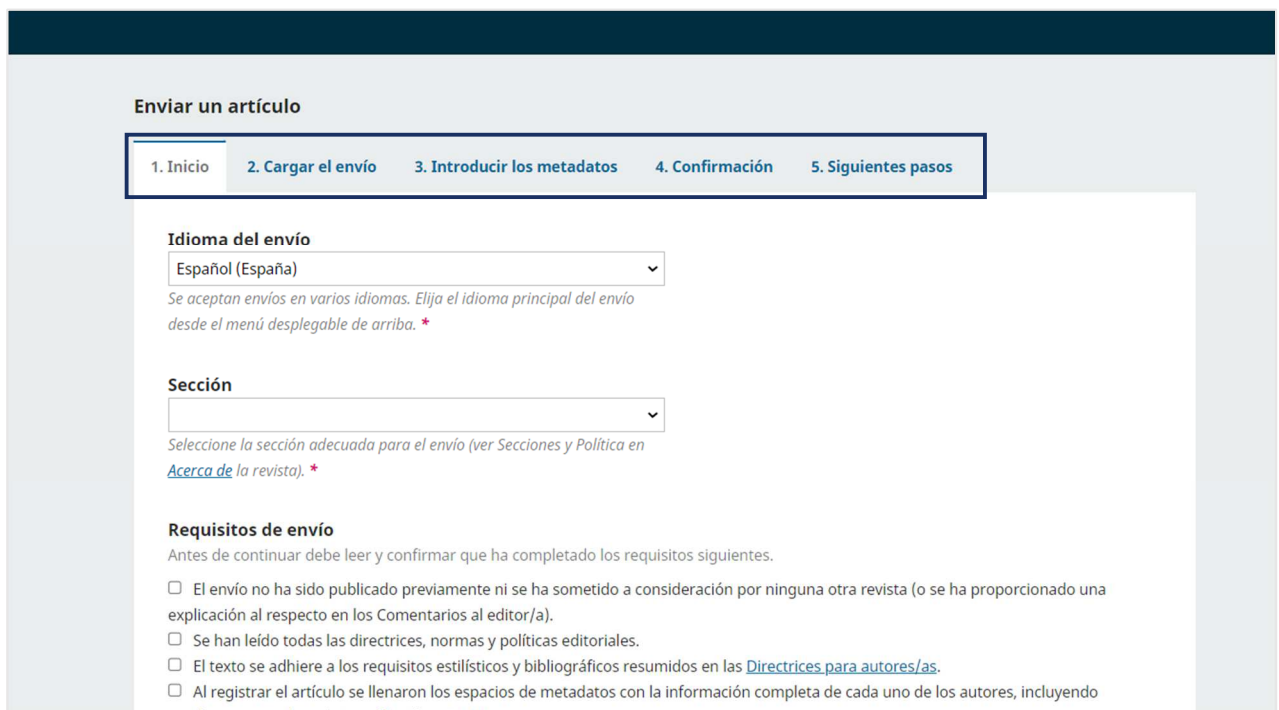 Enviar un artículo
1. Inicio 2. Cargar el envío 3. Introducir los metadatos 4. Confirmación 5. Siguientes pasos
Idioma del envío
Español (España)
Se aceptan envíos en varios idiomas. Elija el idioma principal del envío
desde el menú desplegable de arriba. *
Sección
Seleccione la sección adecuada para el envío (ver Secciones y Política en
Acerca de la revista). *
Requisitos de envío
Antes de continuar debe leer y confirmar que ha completado los requisitos siguientes.
El envío no ha sido publicado previamente ni se ha sometido a consideración por ninguna otra revista (o se ha proporcionado una
explicación al respecto en los Comentarios al editor/a).
Se han leído todas las directrices, normas y políticas editoriales.
El texto se adhiere a los requisitos estilísticos y bibliográficos resumidos en las Directrices para autores/as.
Al registrar el artículo se llenaron los espacios de metadatos con la información completa de cada uno de los autores, incluyendo